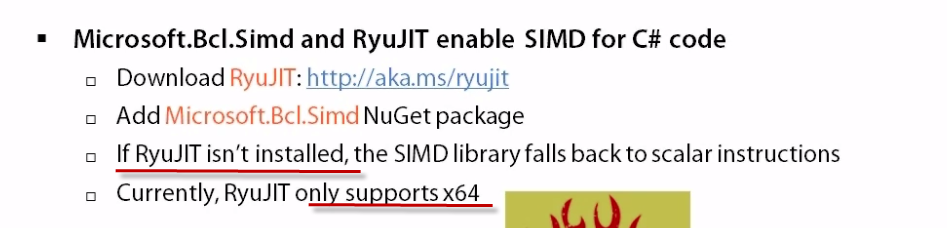 Microsoft.Bcl.Simd and RyuJIT enable SIMD for C# code
Download RyuJIT: http://aka.ms/ryujit
Add Microsoft.Bcl.Simd NuGet package
If RyuJIT isn't installed, the SIMD library falls back to scalar instructions
Currently, RyuJIT only supports x64